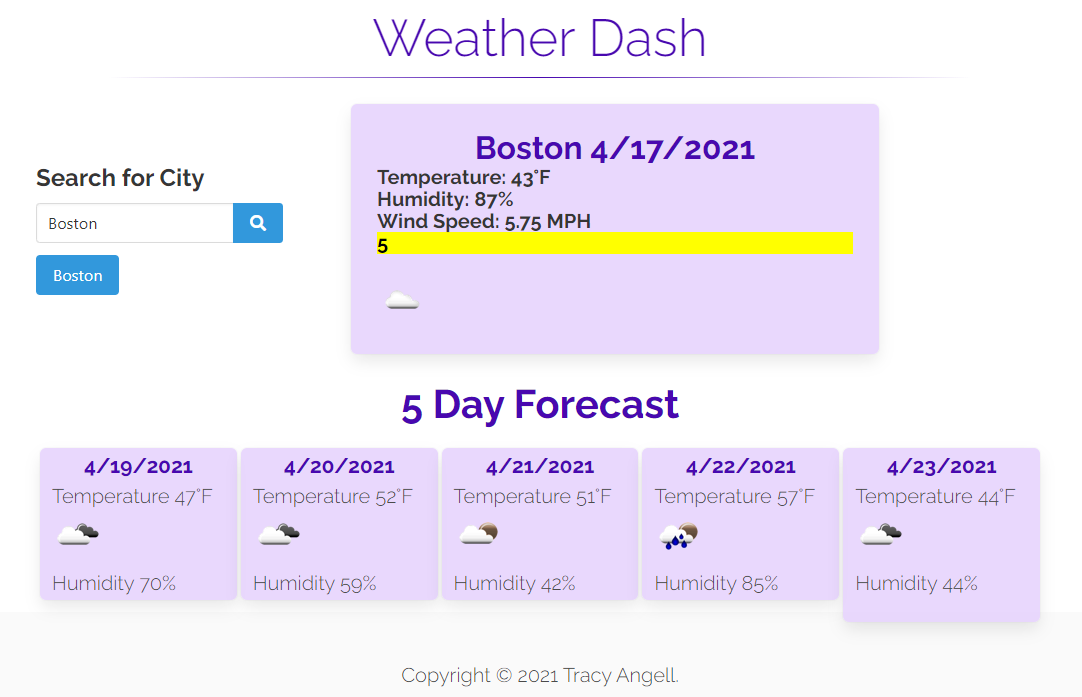 Weather Dash
Search for City
Boston
Boston
Boston 4/17/2021
Temperature: 43°F
Humidity: 87%
Wind Speed: 5.75 MPH
5
5 Day Forecast
4/19/2021
Temperature 47°F
Humidity 70%
4/20/2021
Temperature 52°F
Humidity 59%
4/21/2021
Temperature 51°F
Humidity 42%
4/22/2021
Temperature 57°F
Humidity 85%
4/23/2021
Temperature 44°F
Humidity 44%
Copyright © 2021 Tracy Angell.